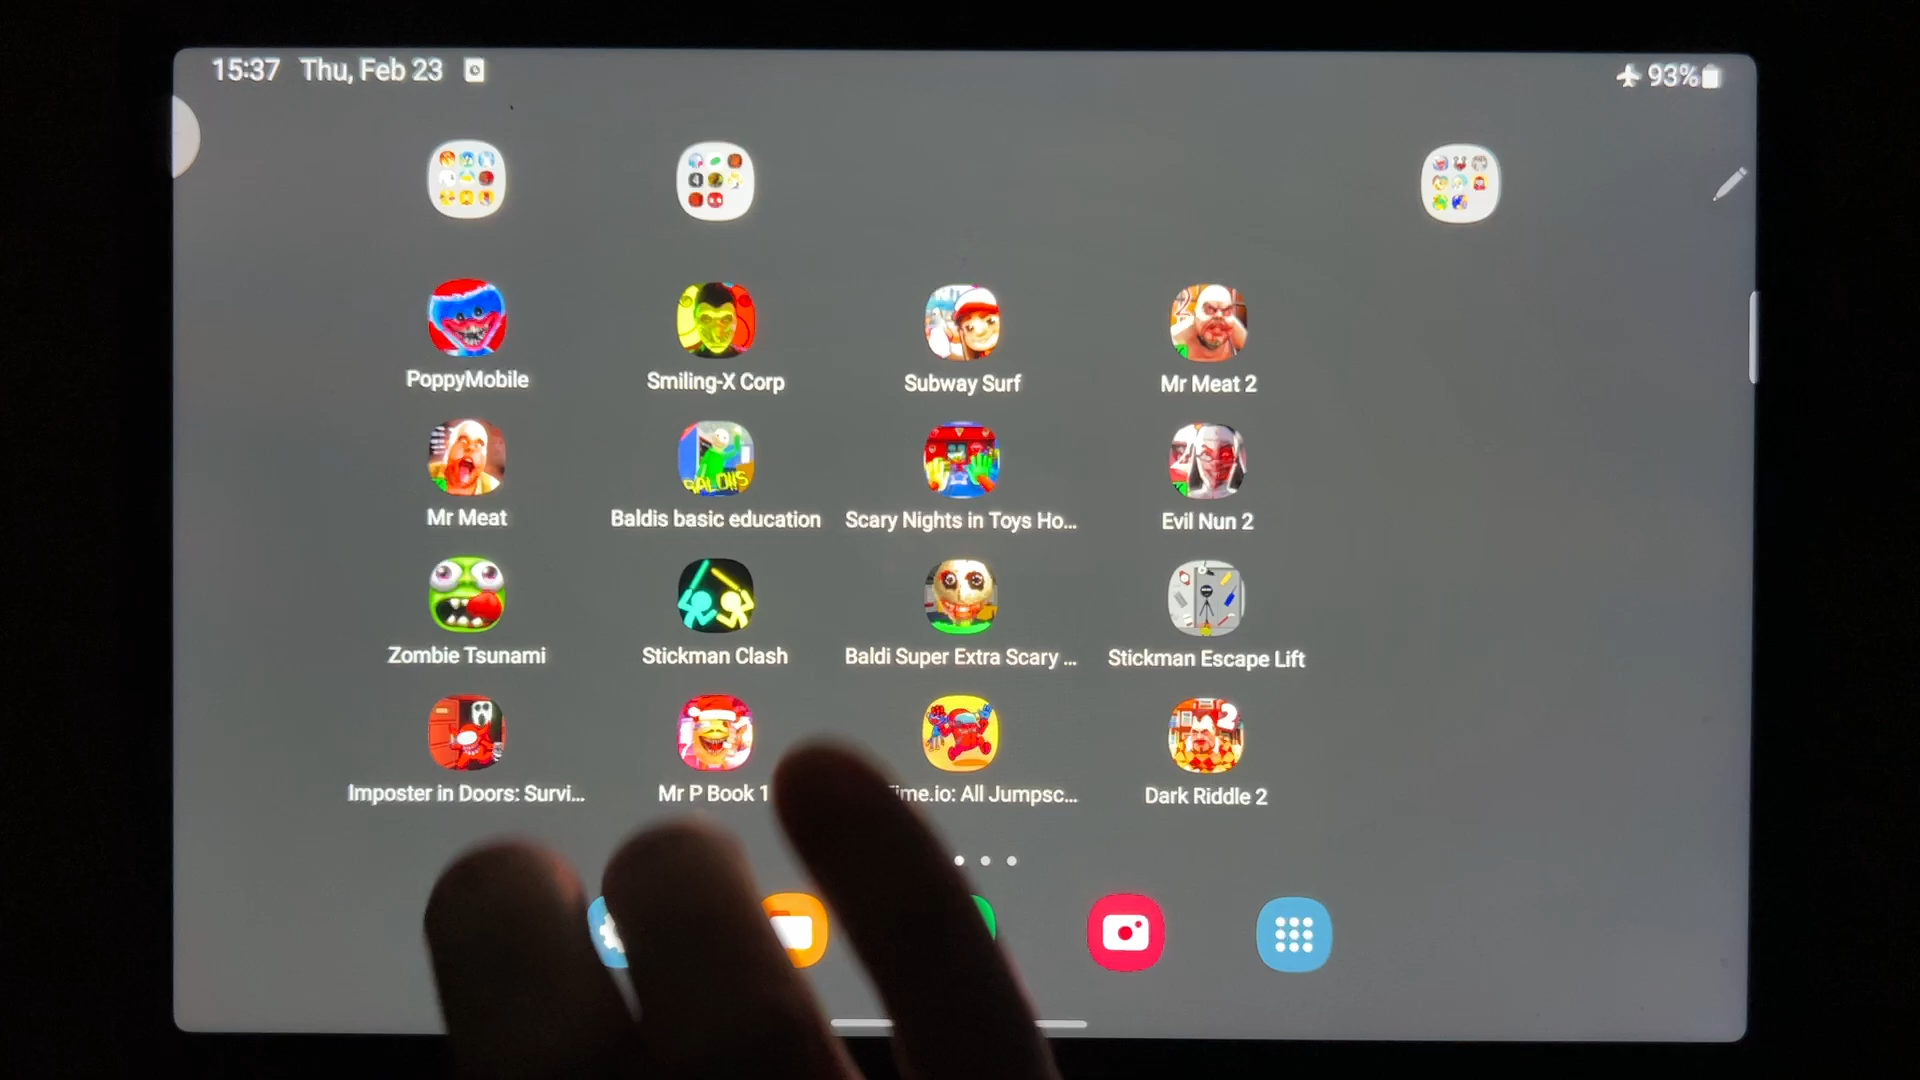 15:37 Thu, Feb 23
93%
PoppyMobile
Smiling-X Corp
Subway Surf
Mr Meat 2
Mr Meat
Baldis basic education
Scary Nights in Toys Ho...
Evil Nun 2
Zombie Tsunami
Stickman Clash
Baldi Super Extra Scary ...
Stickman Escape Lift
Imposter in Doors: Survi...
Mr P Book 1
ime.io: All Jumpsc...
Dark Riddle 2